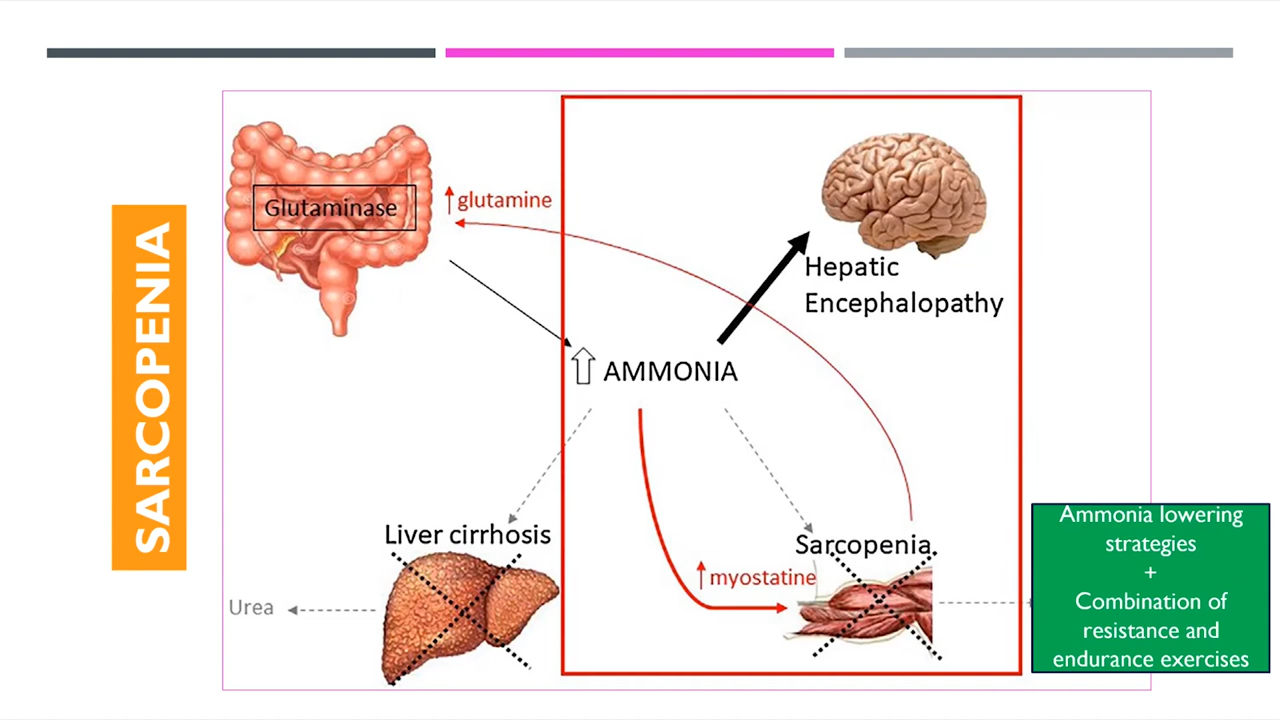 SARCOPENIA
Glutaminase
glutamine
Hepatic
Encephalopathy
AMMONIA
Liver cirrhosis
Sarcopenia
myostatine
Urea
Ammonia lowering
strategies
+
Combination of
resistance and
endurance exercises